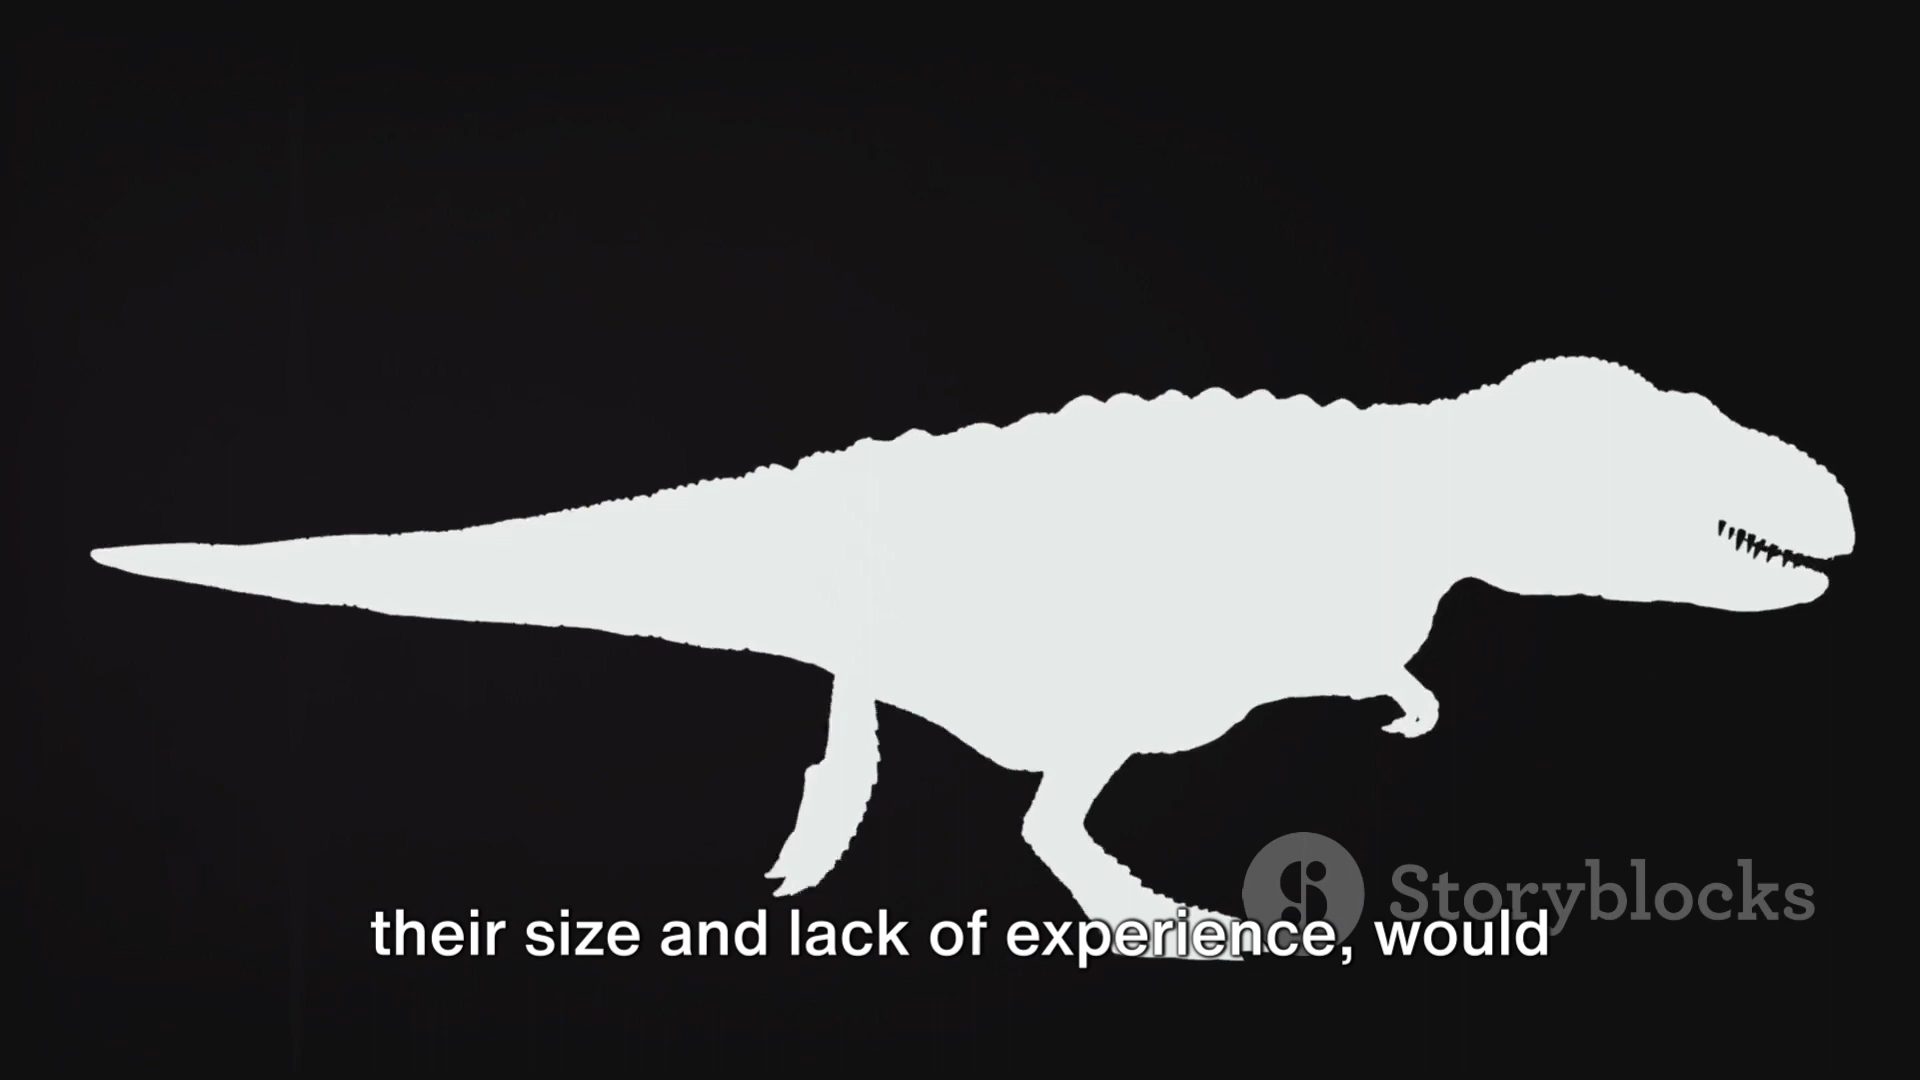 Storyblocks
their size and lack of experience, would